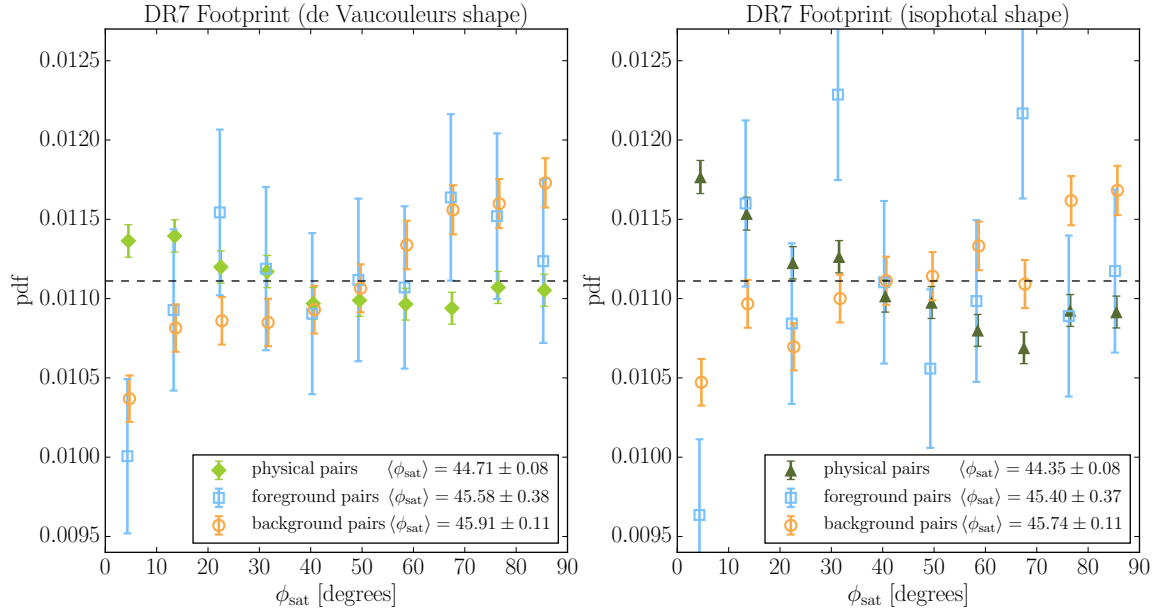 DR7 Footprint (de Vaucouleurs shape)
0.0125
0.0120
0.0115
0.0110
0.0105
0.0100
0.0095
pdf
physical pairs ⟨ϕsat⟩ = 44.71 ± 0.08
foreground pairs ⟨ϕsat⟩ = 45.58 ± 0.38
background pairs ⟨ϕsat⟩ = 45.91 ± 0.11
0 10 20 30 40 50 60 70 80 90
ϕsat [degrees]
DR7 Footprint (isophotal shape)
0.0125
0.0120
0.0115
0.0110
0.0105
0.0100
0.0095
pdf
physical pairs ⟨ϕsat⟩ = 44.35 ± 0.08
foreground pairs ⟨ϕsat⟩ = 45.40 ± 0.37
background pairs ⟨ϕsat⟩ = 45.74 ± 0.11
0 10 20 30 40 50 60 70 80 90
ϕsat [degrees]